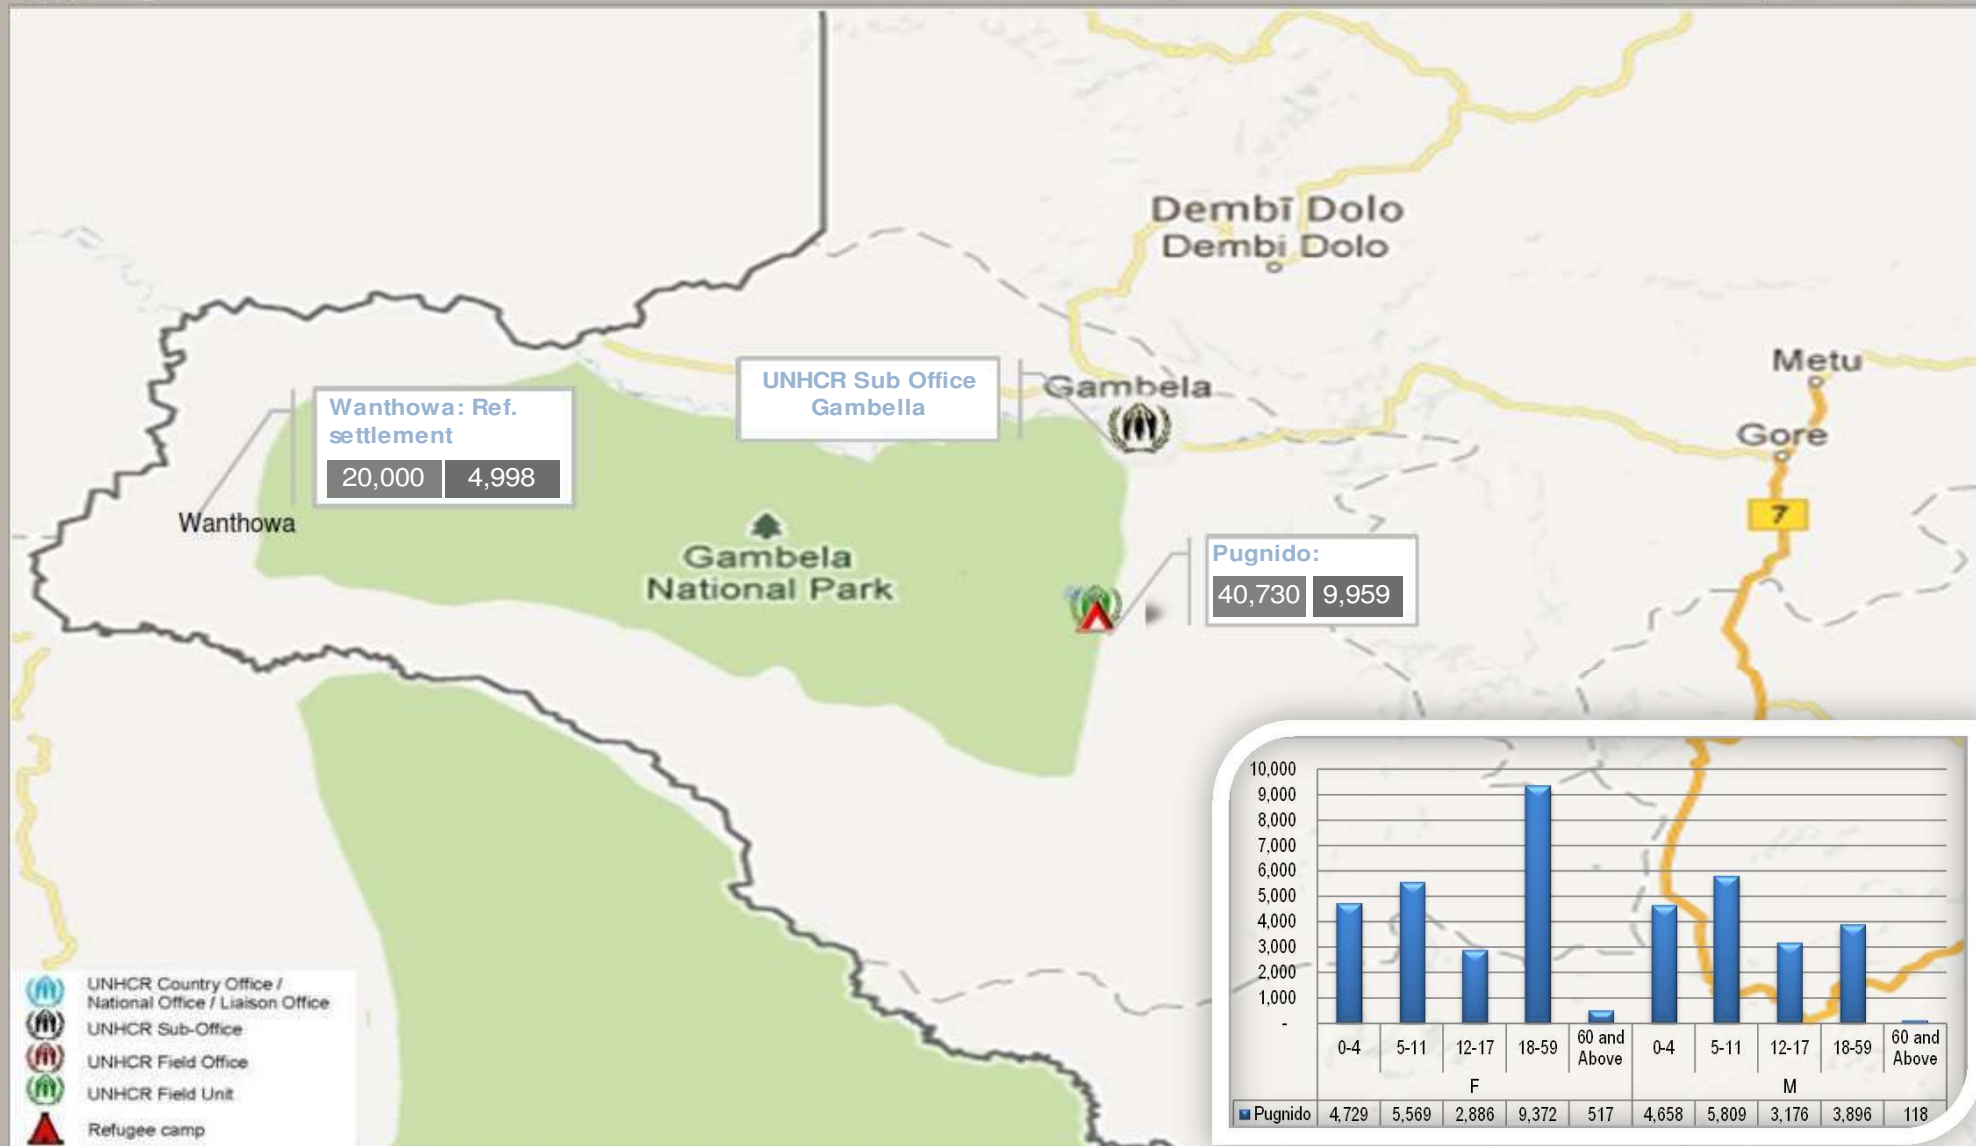 Dembī Dolo
Dembi Dolo
Metu
UNHCR Sub Office
Gambella
Gambela
Wanthowa: Ref.
settlement
20,000 4,998
Gore
7
Wanthowa
Gambela
National Park
Pugnido:
40,730 9,959
10,000
9,000
8,000
7,000
6,000
5,000
4,000
3,000
2,000
1,000
-
0-4 5-11 12-17 18-59 60 and Above 0-4 5-11 12-17 18-59 60 and Above
F M
Pugnido 4,729 5,569 2,886 9,372 517 4,658 5,809 3,176 3,896 118
UNHCR Country Office /
National Office / Liaison Office
UNHCR Sub-Office
UNHCR Field Office
UNHCR Field Unit
Refugee camp